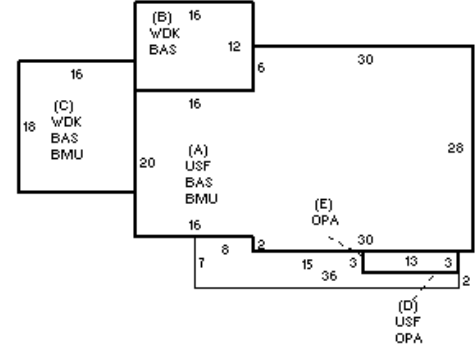 (B)
WDK
BAS
16
12
6
30
16
(C)
WDK
BAS
BMU
18
16
20
(A)
USF
BAS
BMU
28
(E)
OPA
16
8
2
30
7
15
3
13
3
36
2
(D)
USF
OPA